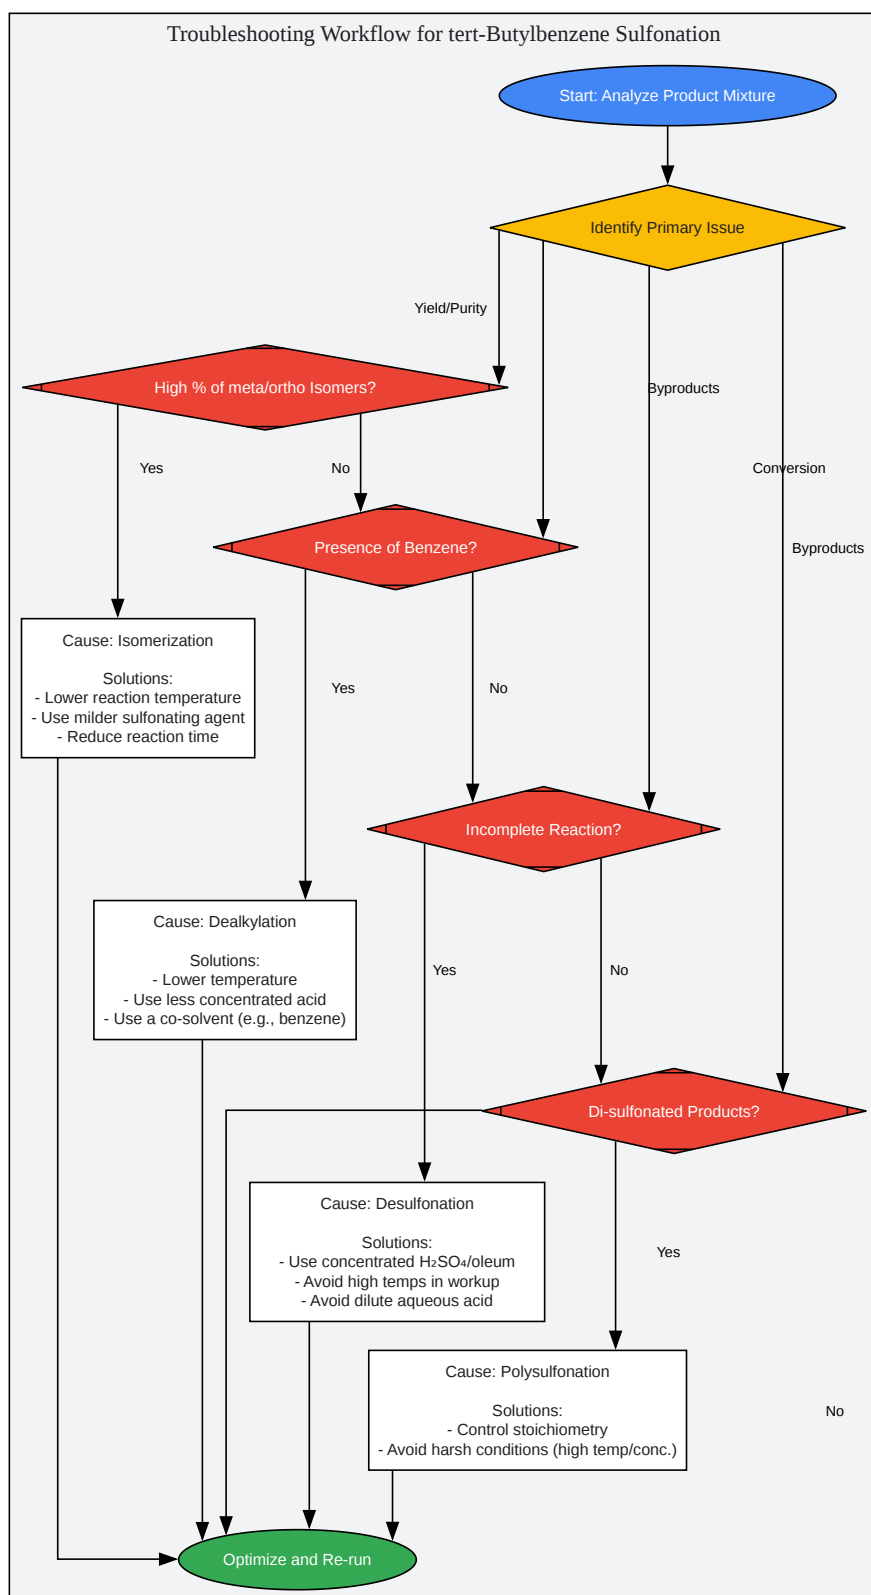 Troubleshooting Workflow for tert-Butylbenzene Sulfonation
Start: Analyze Product Mixture
Identify Primary Issue
Yield/Purity
High % of meta/ortho Isomers?
Byproducts
Yes
No
Conversion
Presence of Benzene?
Byproducts
Cause: Isomerization
Solutions:
- Lower reaction temperature
- Use milder sulfonating agent
- Reduce reaction time
Yes
No
Incomplete Reaction?
Cause: Dealkylation
Solutions:
- Lower temperature
- Use less concentrated acid
- Use a co-solvent (e.g., benzene)
Yes
No
Di-sulfonated Products?
Cause: Desulfonation
Solutions:
- Use concentrated H₂SO₄/oleum
- Avoid high temps in workup
- Avoid dilute aqueous acid
Yes
Cause: Polysulfonation
Solutions:
- Control stoichiometry
- Avoid harsh conditions (high temp/conc.)
No
Optimize and Re-run